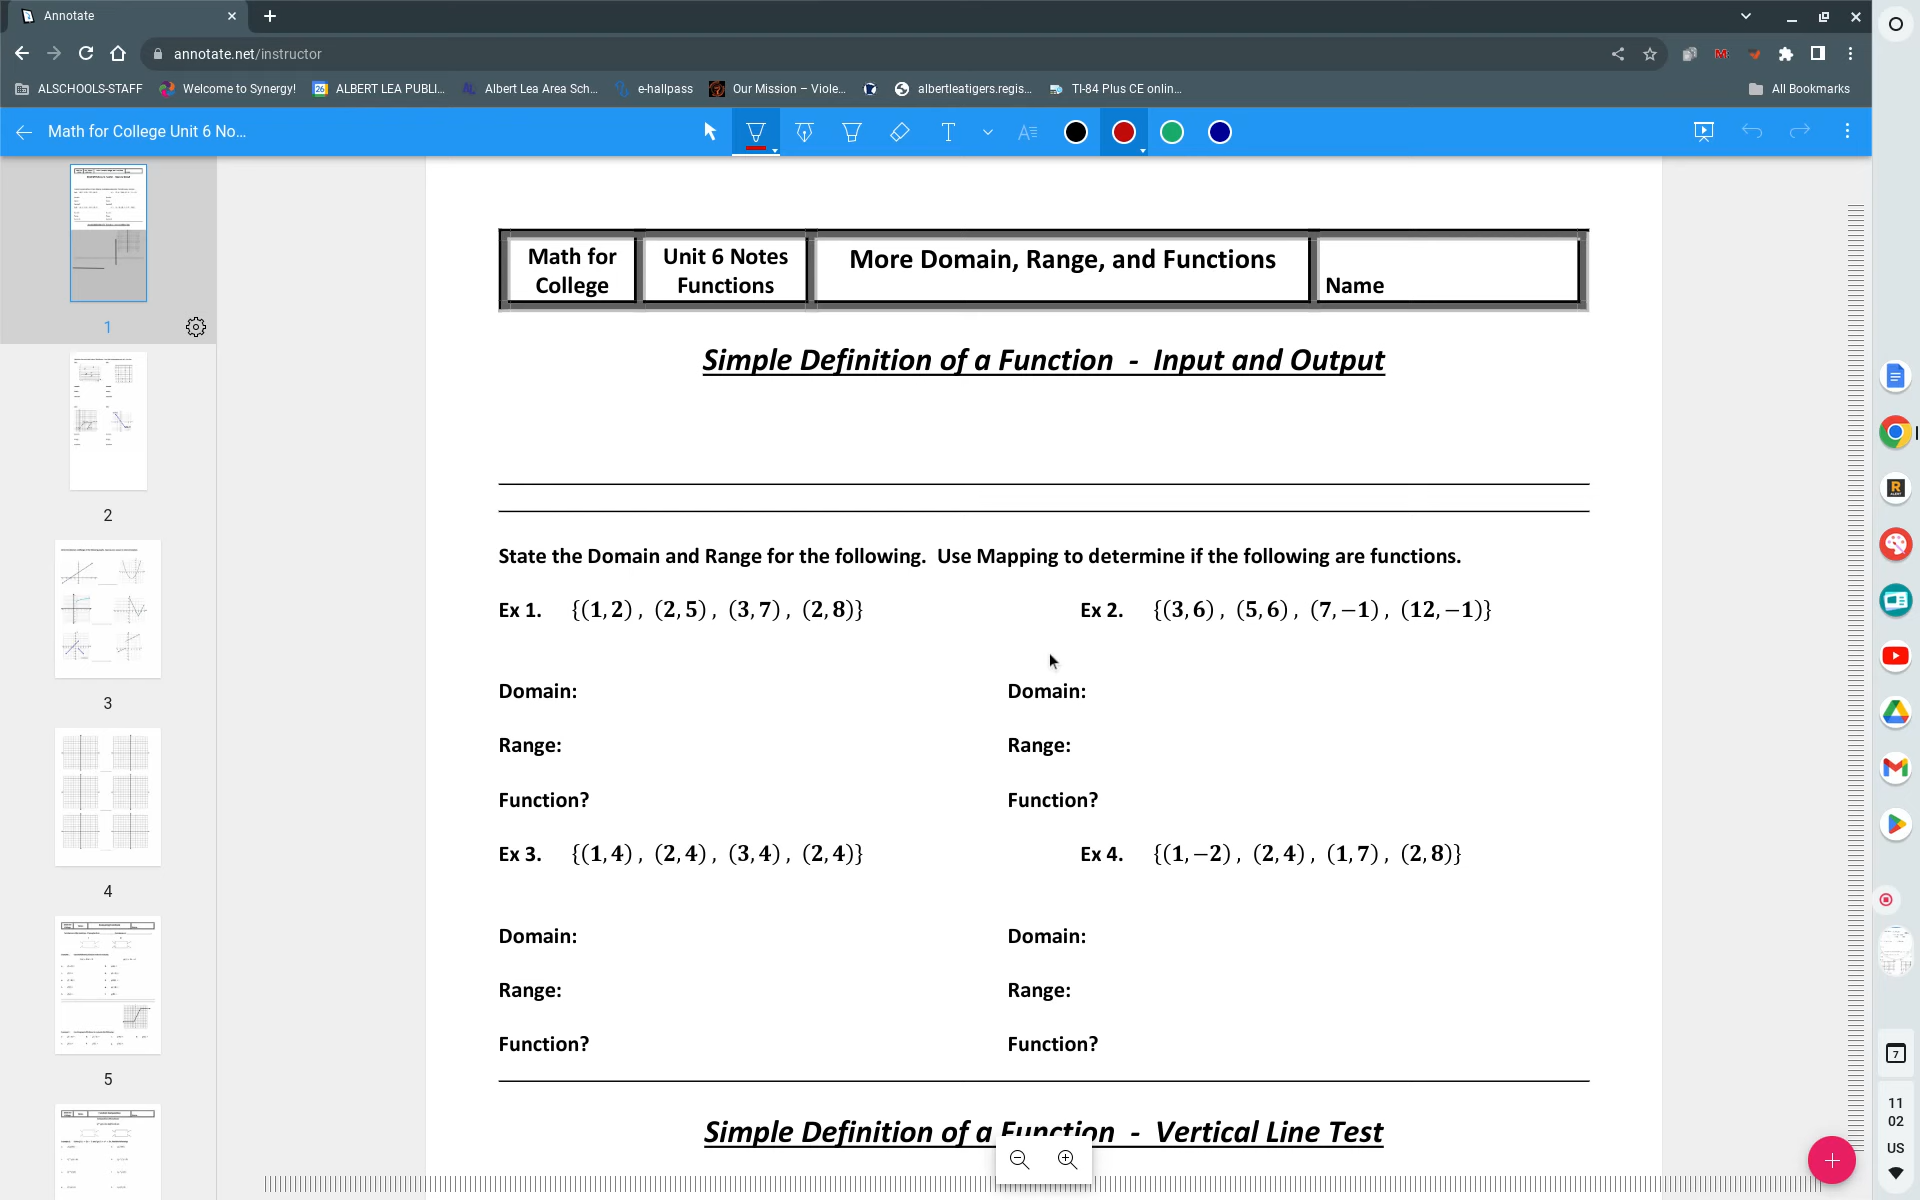 Annotate
annotate.net/instructor
ALSCHOOLS-STAFF Welcome to Synergy! ALBERT LEA PUBLI... Albert Lea Area Sch... e-hallpass Our Mission – Viole... albertleatigers.regis... TI-84 Plus CE onlin... All Bookmarks
Math for College Unit 6 No...
Math for College
Unit 6 Notes Functions
More Domain, Range, and Functions
Name
Simple Definition of a Function - Input and Output
State the Domain and Range for the following. Use Mapping to determine if the following are functions.
Ex 1. {(1,2), (2,5), (3,7), (2,8)} Ex 2. {(3,6), (5,6), (7,−1), (12,−1)}
Domain: Domain:
Range: Range:
Function? Function?
Ex 3. {(1,4), (2,4), (3,4), (2,4)} Ex 4. {(1,−2), (2,4), (1,7), (2,8)}
Domain: Domain:
Range: Range:
Function? Function?
Simple Definition of a Function - Vertical Line Test
1
2
3
4
5
7
11
02
US